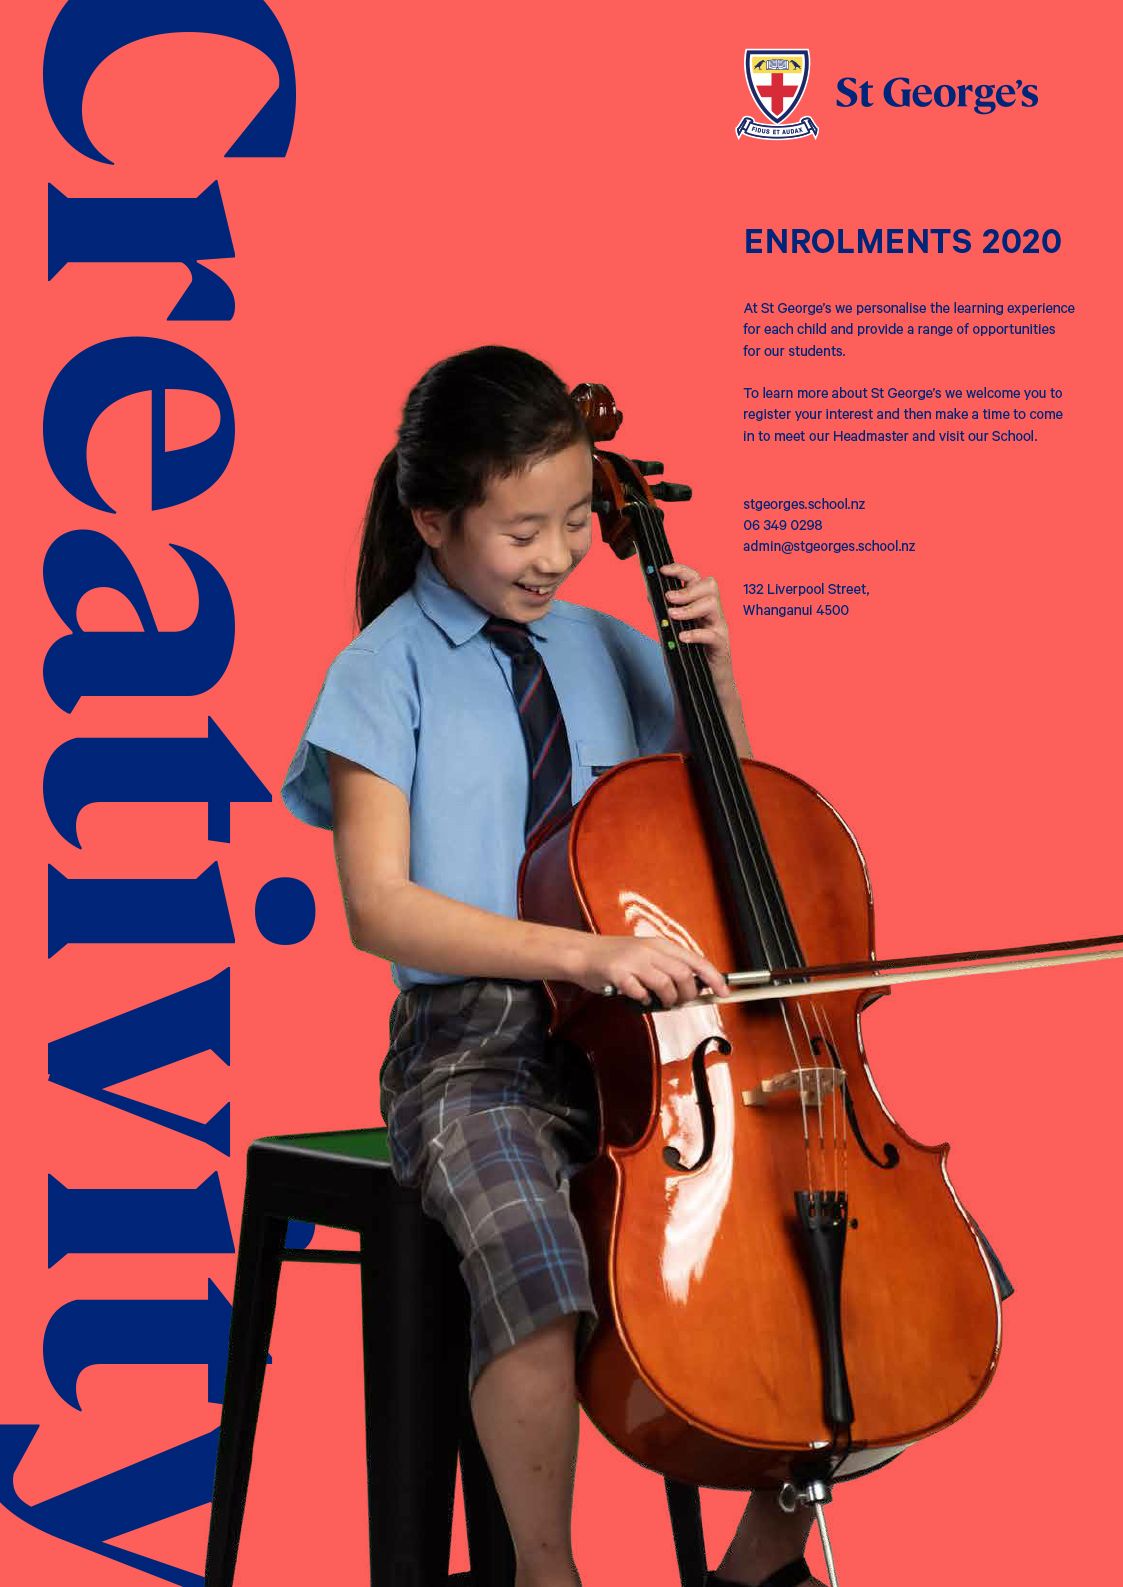 Creativity
FIDUS ET AUDAX
St George's
ENROLMENTS 2020
At St George's we personalise the learning experience
for each child and provide a range of opportunities
for our students.
To learn more about St George's we welcome you to
register your interest and then make a time to come
in to meet our Headmaster and visit our School.
stgeorges.school.nz
06 349 0298
admin@stgeorges.school.nz
132 Liverpool Street,
Whanganui 4500